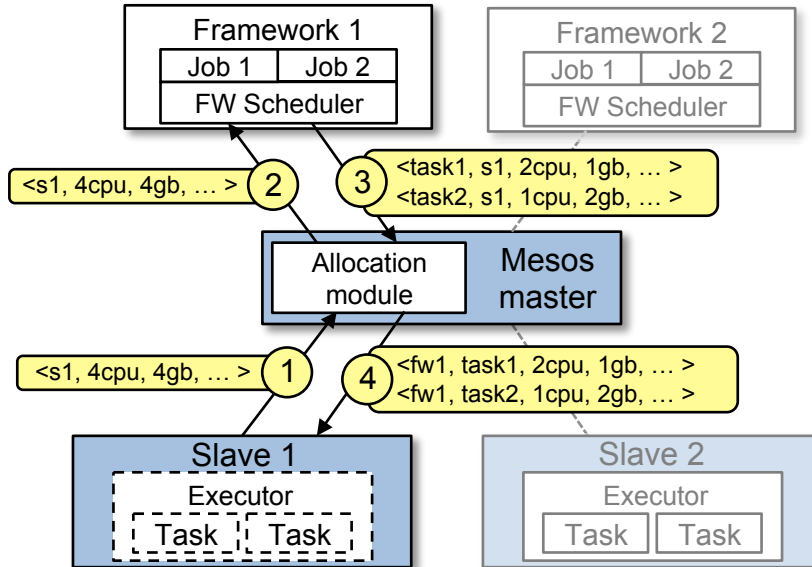 Framework 1
Job 1 Job 2
FW Scheduler
Framework 2
Job 1 Job 2
FW Scheduler
<s1, 4cpu, 4gb, … >
2
3
<task1, s1, 2cpu, 1gb, … >
<task2, s1, 1cpu, 2gb, … >
Allocation
module
Mesos
master
<s1, 4cpu, 4gb, … >
1
4
<fw1, task1, 2cpu, 1gb, … >
<fw1, task2, 1cpu, 2gb, … >
Slave 1
Executor
Task Task
Slave 2
Executor
Task Task